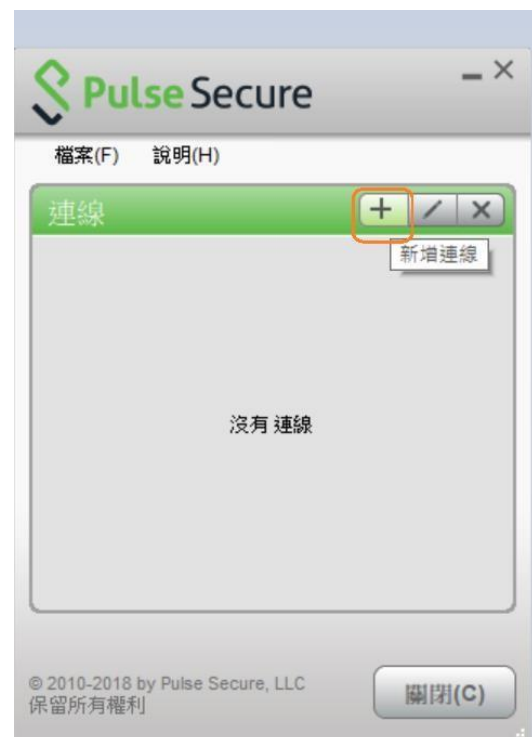 Pulse Secure
檔案(F) 說明(H)
連線
新增連線
沒有 連線
© 2010-2018 by Pulse Secure, LLC
保留所有權利
關閉(C)